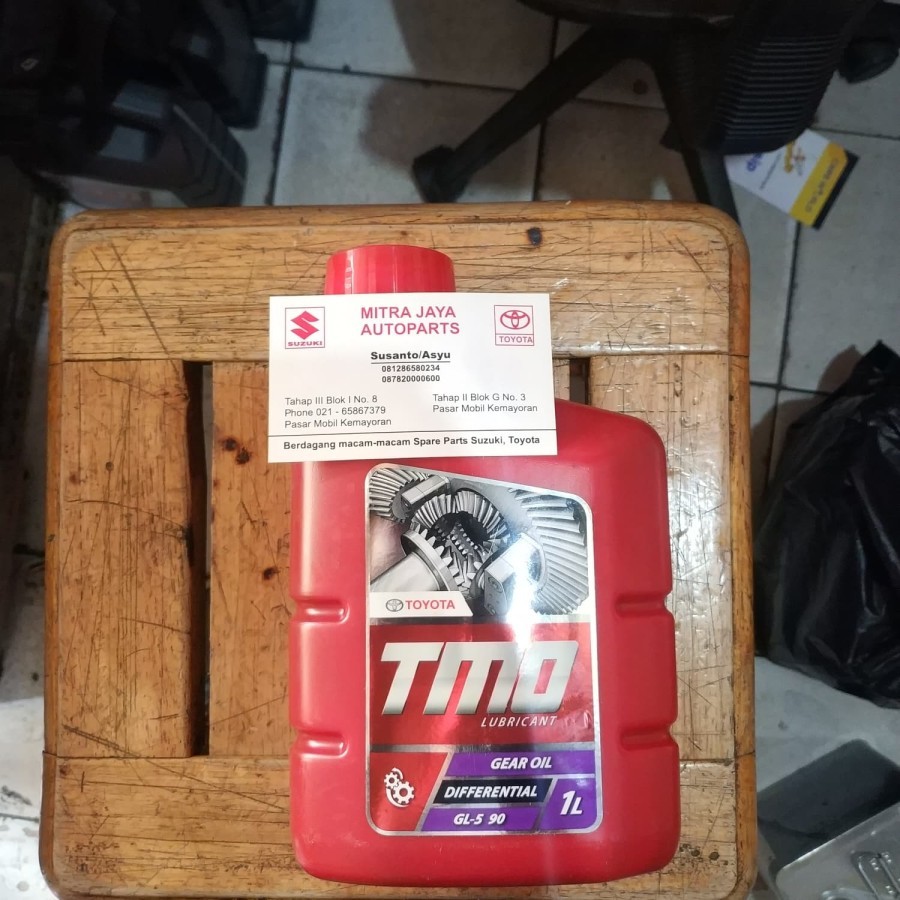 MITRA JAYA
AUTOPARTS
SUZUKI
TOYOTA
Susanto/Asyu
081286580234
087820000600
Tahap III Blok I No. 8
Phone 021 - 65867379
Pasar Mobil Kemayoran
Tahap II Blok G No. 3
Pasar Mobil Kemayoran
Berdagang macam-macam Spare Parts Suzuki, Toyota
TOYOTA
TMO
LUBRICANT
GEAR OIL
DIFFERENTIAL
GL-5 90
1L